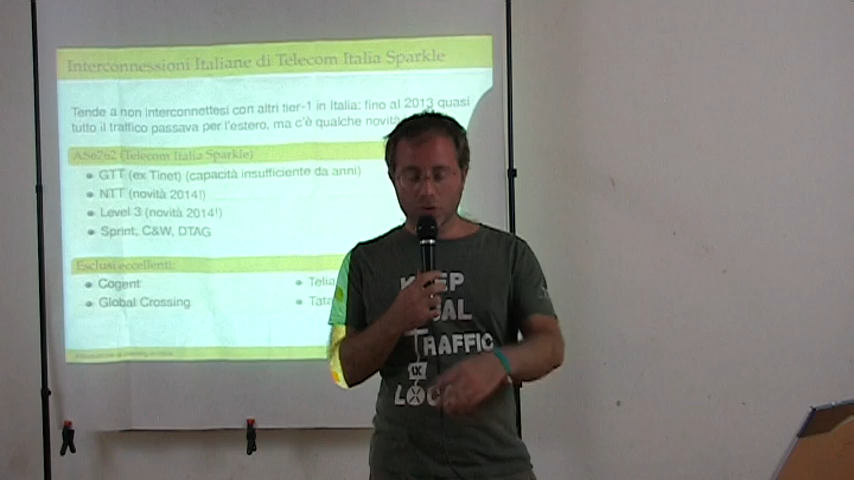 Interconnessioni Italiane di Telecom Italia Sparkle
Tende a non interconnettesi con altri tier-1 in Italia: fino al 2013 quasi
tutto il traffico passava per l'estero, ma c'è qualche novità
AS6762 (Telecom Italia Sparkle)
GTT (ex Tinet) (capacità insufficiente da anni)
NTT (novità 2014!)
Level 3 (novità 2014!)
Sprint, C&W, DTAG
Esclusi eccellenti:
Cogent
Global Crossing
Telia
Tata
KEEP
TRAFFIC
IX